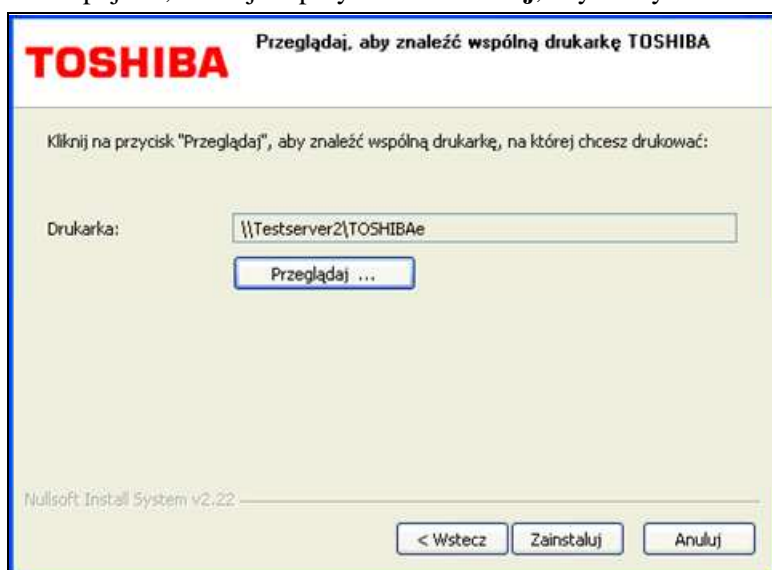 Przeglądaj, aby znaleźć wspólną drukarkę TOSHIBA
TOSHIBA
Kliknij na przycisk "Przeglądaj", aby znaleźć wspólną drukarkę, na której chcesz drukować:
Drukarka:
\\Testserver2\TOSHIBAe
Przeglądaj ...
Nullsoft Install System v2.22
< Wstecz
Zainstaluj
Anuluj